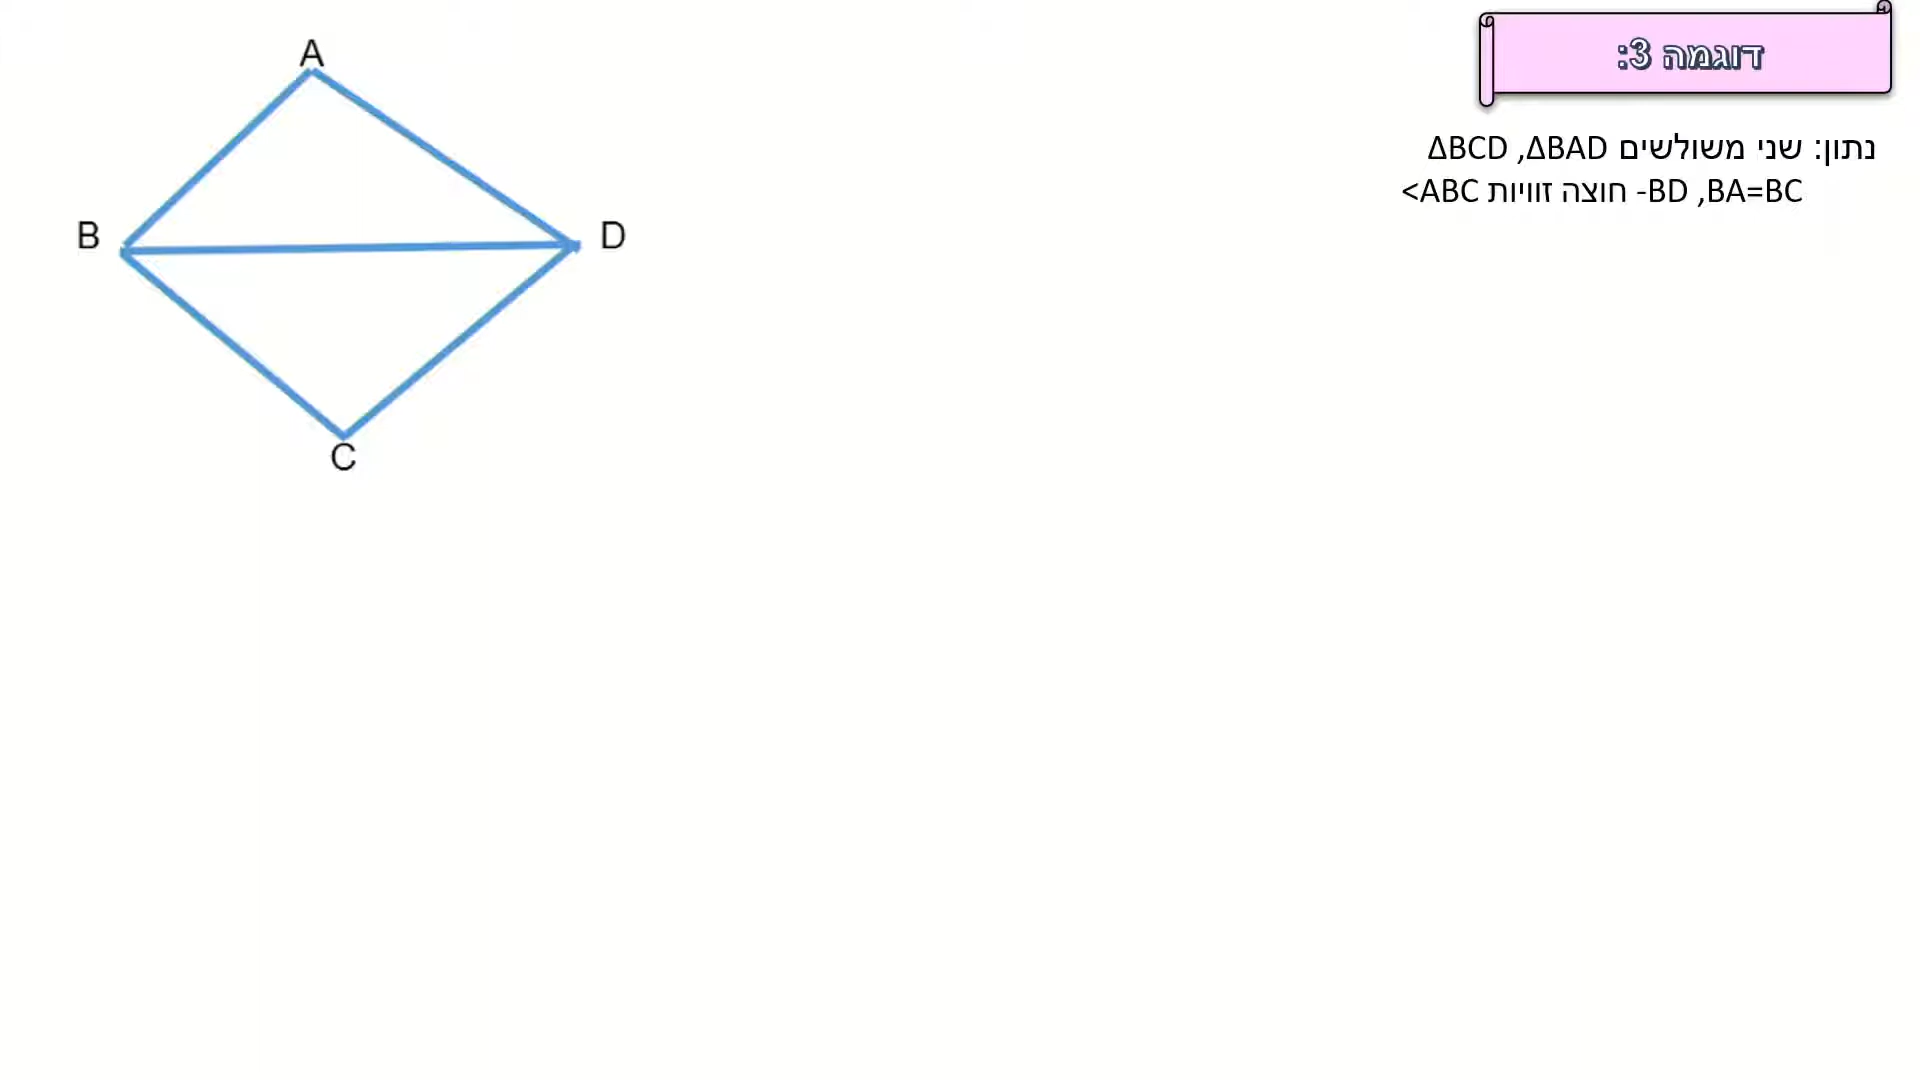 דוגמה 3:
נתון: שני משולשים ΔBCD ,ΔBAD
BD ,BA=BC- חוצה זוויות ABC>
A
B
D
C